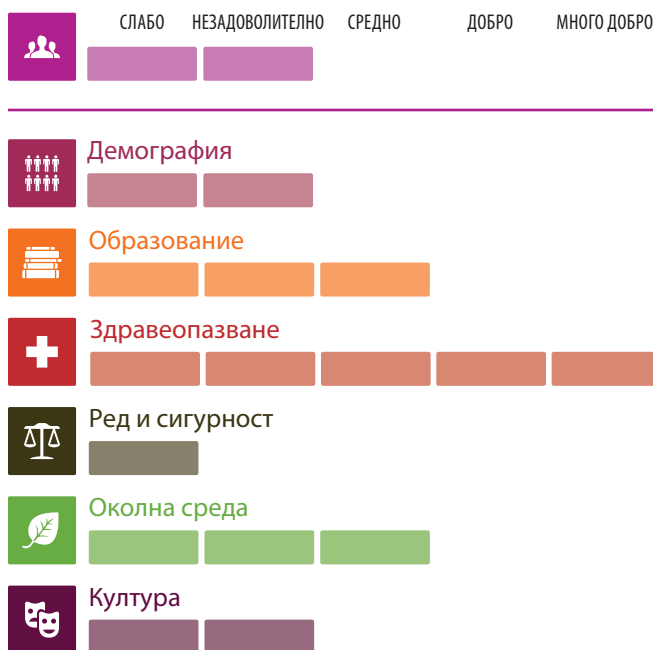 СЛАБО НЕЗАДОВОЛИТЕЛНО СРЕДНО ДОБРО МНОГО ДОБРО
Демография
Образование
Здравеопазване
Ред и сигурност
Околна среда
Култура